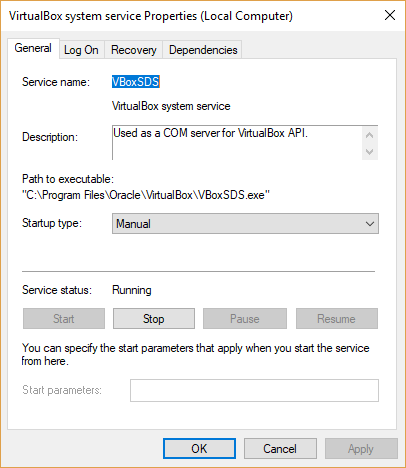 VirtualBox system service Properties (Local Computer)
General Log On Recovery Dependencies
Service name: VBoxSDS
VirtualBox system service
Description: Used as a COM server for VirtualBox API.
Path to executable:
"C:\Program Files\Oracle\VirtualBox\VBoxSDS.exe"
Startup type: Manual
Service status: Running
Start Stop Pause Resume
You can specify the start parameters that apply when you start the service
from here.
Start parameters:
OK Cancel Apply